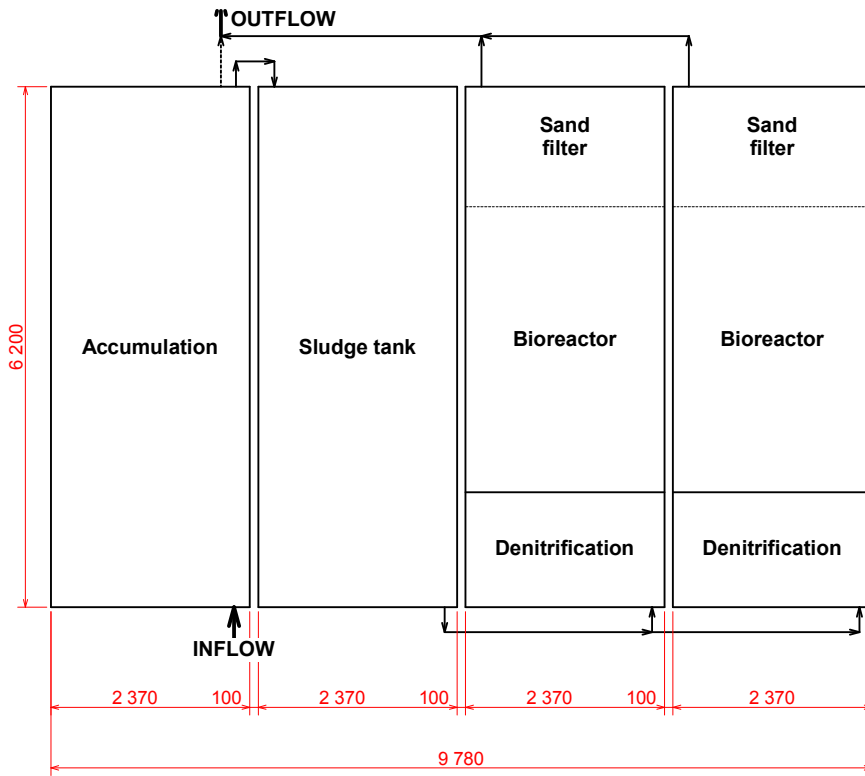 OUTFLOW
Sand
filter
Sand
filter
6 200
Accumulation
Sludge tank
Bioreactor
Bioreactor
Denitrification
Denitrification
INFLOW
2 370
100
2 370
100
2 370
100
2 370
9 780